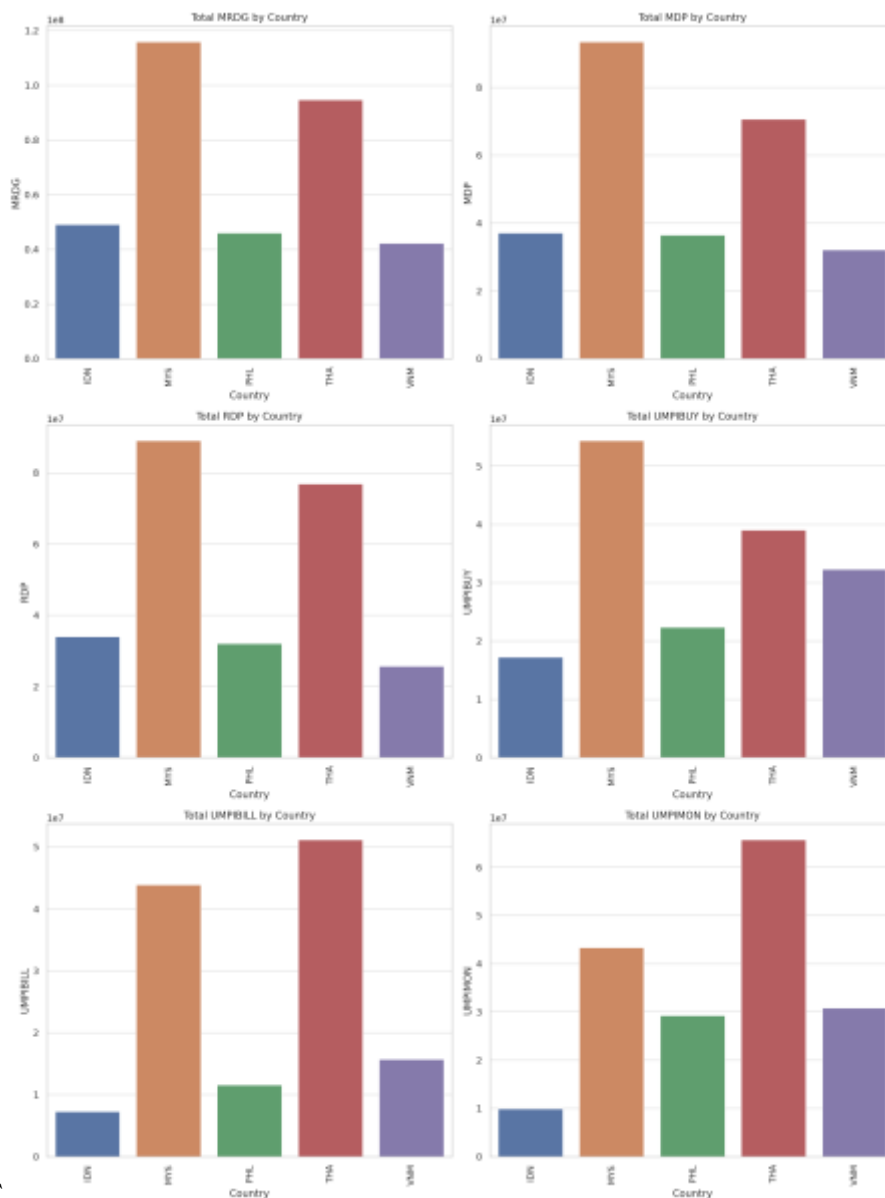 Total MRDG by Country
1e8
1.2
1.0
0.8
0.6
0.4
0.2
0.0
MRDG
IDN MYS PHL THA VNM
Country
Total MDP by Country
1e7
8
6
4
2
0
MDP
IDN MYS PHL THA VNM
Country
Total RDP by Country
1e7
8
6
4
2
0
RDP
IDN MYS PHL THA VNM
Country
Total UMPIBUY by Country
1e7
5
4
3
2
1
0
UMPIBUY
IDN MYS PHL THA VNM
Country
Total UMPIBILL by Country
1e7
5
4
3
2
1
0
UMPIBILL
IDN MYS PHL THA VNM
Country
Total UMPIMON by Country
1e7
6
5
4
3
2
1
0
UMPIMON
IDN MYS PHL THA VNM
Country